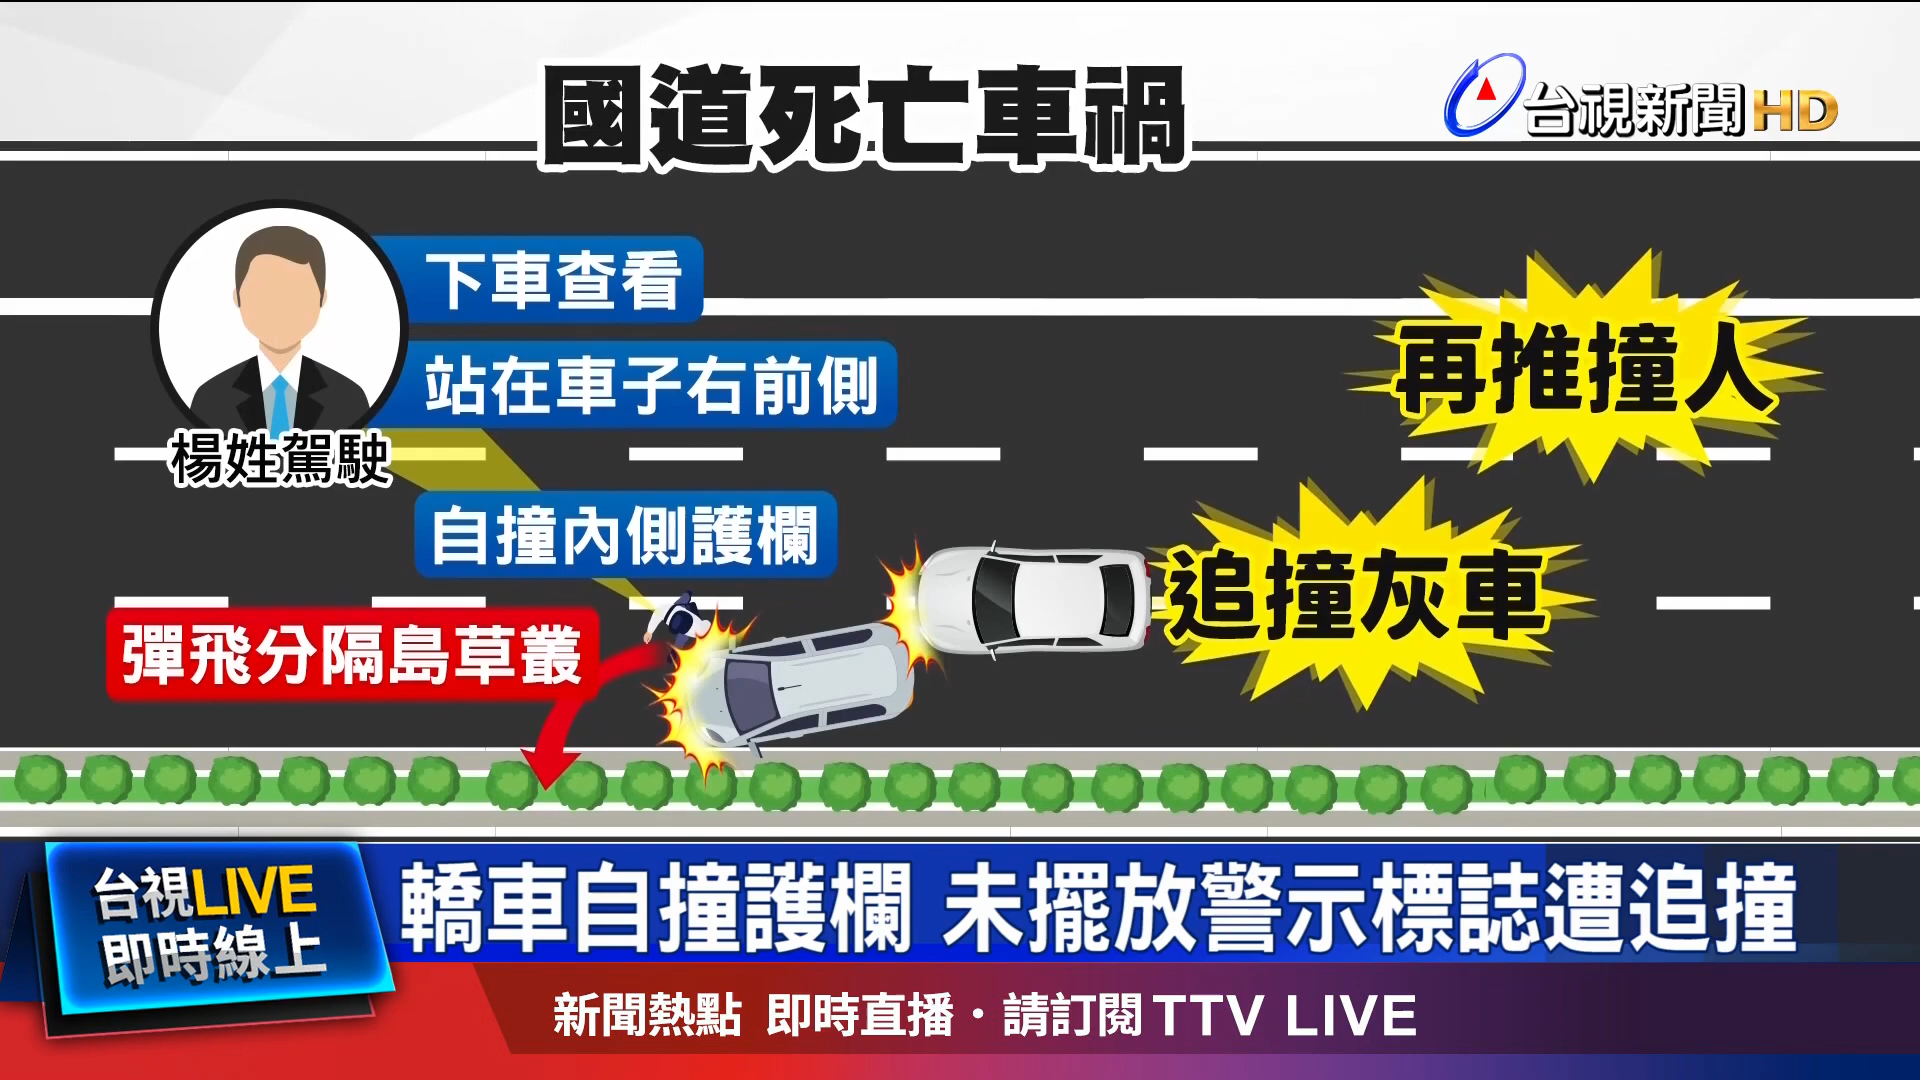 國道死亡車禍
台視新聞HD
下車查看
站在車子右前側
楊姓駕駛
再推撞人
自撞內側護欄
追撞灰車
彈飛分隔島草叢
台視LIVE
即時線上
轎車自撞護欄 未擺放警示標誌遭追撞
新聞熱點 即時直播・請訂閱TTV LIVE